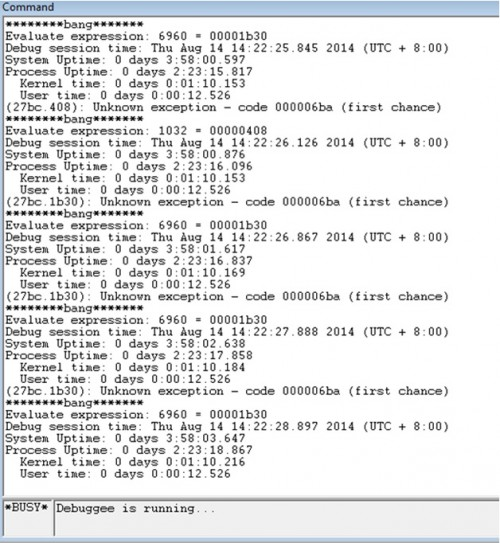 Command
********bang*******
Evaluate expression: 6960 = 00001b30
Debug session time: Thu Aug 14 14:22:25.845 2014 (UTC + 8:00)
System Uptime: 0 days 3:58:00.597
Process Uptime: 0 days 2:23:15.817
Kernel time: 0 days 0:01:10.153
User time: 0 days 0:00:12.526
(27bc.408): Unknown exception - code 000006ba (first chance)
********bang*******
Evaluate expression: 1032 = 00000408
Debug session time: Thu Aug 14 14:22:26.126 2014 (UTC + 8:00)
System Uptime: 0 days 3:58:00.876
Process Uptime: 0 days 2:23:16.096
Kernel time: 0 days 0:01:10.153
User time: 0 days 0:00:12.526
(27bc.1b30): Unknown exception - code 000006ba (first chance)
********bang*******
Evaluate expression: 6960 = 00001b30
Debug session time: Thu Aug 14 14:22:26.867 2014 (UTC + 8:00)
System Uptime: 0 days 3:58:01.617
Process Uptime: 0 days 2:23:16.837
Kernel time: 0 days 0:01:10.169
User time: 0 days 0:00:12.526
(27bc.1b30): Unknown exception - code 000006ba (first chance)
********bang*******
Evaluate expression: 6960 = 00001b30
Debug session time: Thu Aug 14 14:22:27.888 2014 (UTC + 8:00)
System Uptime: 0 days 3:58:02.638
Process Uptime: 0 days 2:23:17.858
Kernel time: 0 days 0:01:10.184
User time: 0 days 0:00:12.526
(27bc.1b30): Unknown exception - code 000006ba (first chance)
********bang*******
Evaluate expression: 6960 = 00001b30
Debug session time: Thu Aug 14 14:22:28.897 2014 (UTC + 8:00)
System Uptime: 0 days 3:58:03.647
Process Uptime: 0 days 2:23:18.867
Kernel time: 0 days 0:01:10.216
User time: 0 days 0:00:12.526
*BUSY* Debuggee is running...